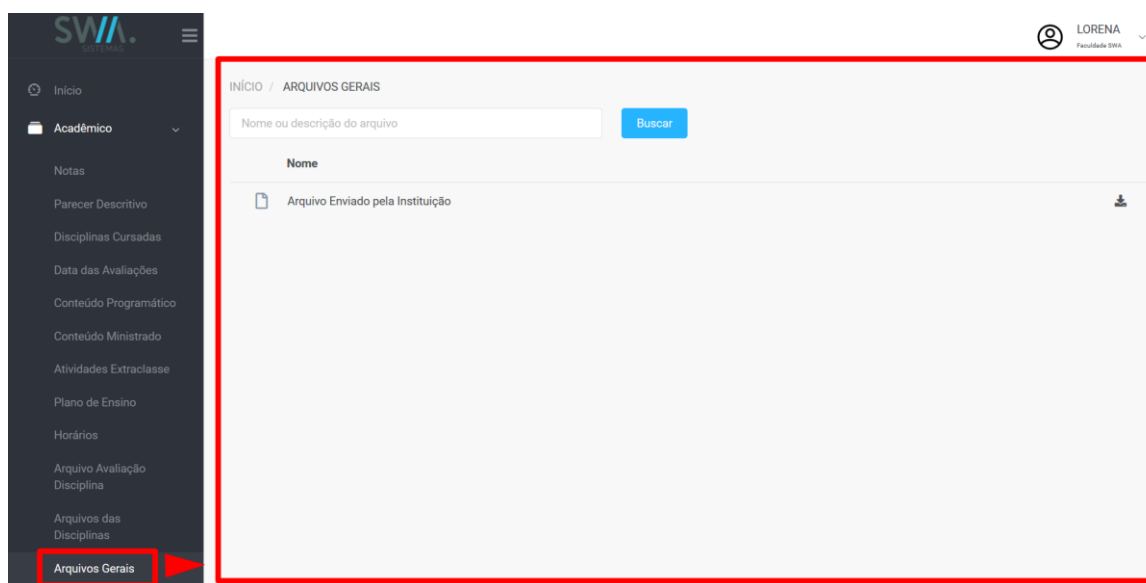 SWA.
SISTEMAS
LORENA
Faculdade SWA
Início
Acadêmico
Notas
Parecer Descritivo
Disciplinas Cursadas
Data das Avaliações
Conteúdo Programático
Conteúdo Ministrado
Atividades Extraclasse
Plano de Ensino
Horários
Arquivo Avaliação
Disciplina
Arquivos das
Disciplinas
Arquivos Gerais
INÍCIO / ARQUIVOS GERAIS
Nome ou descrição do arquivo
Buscar
Nome
Arquivo Enviado pela Instituição